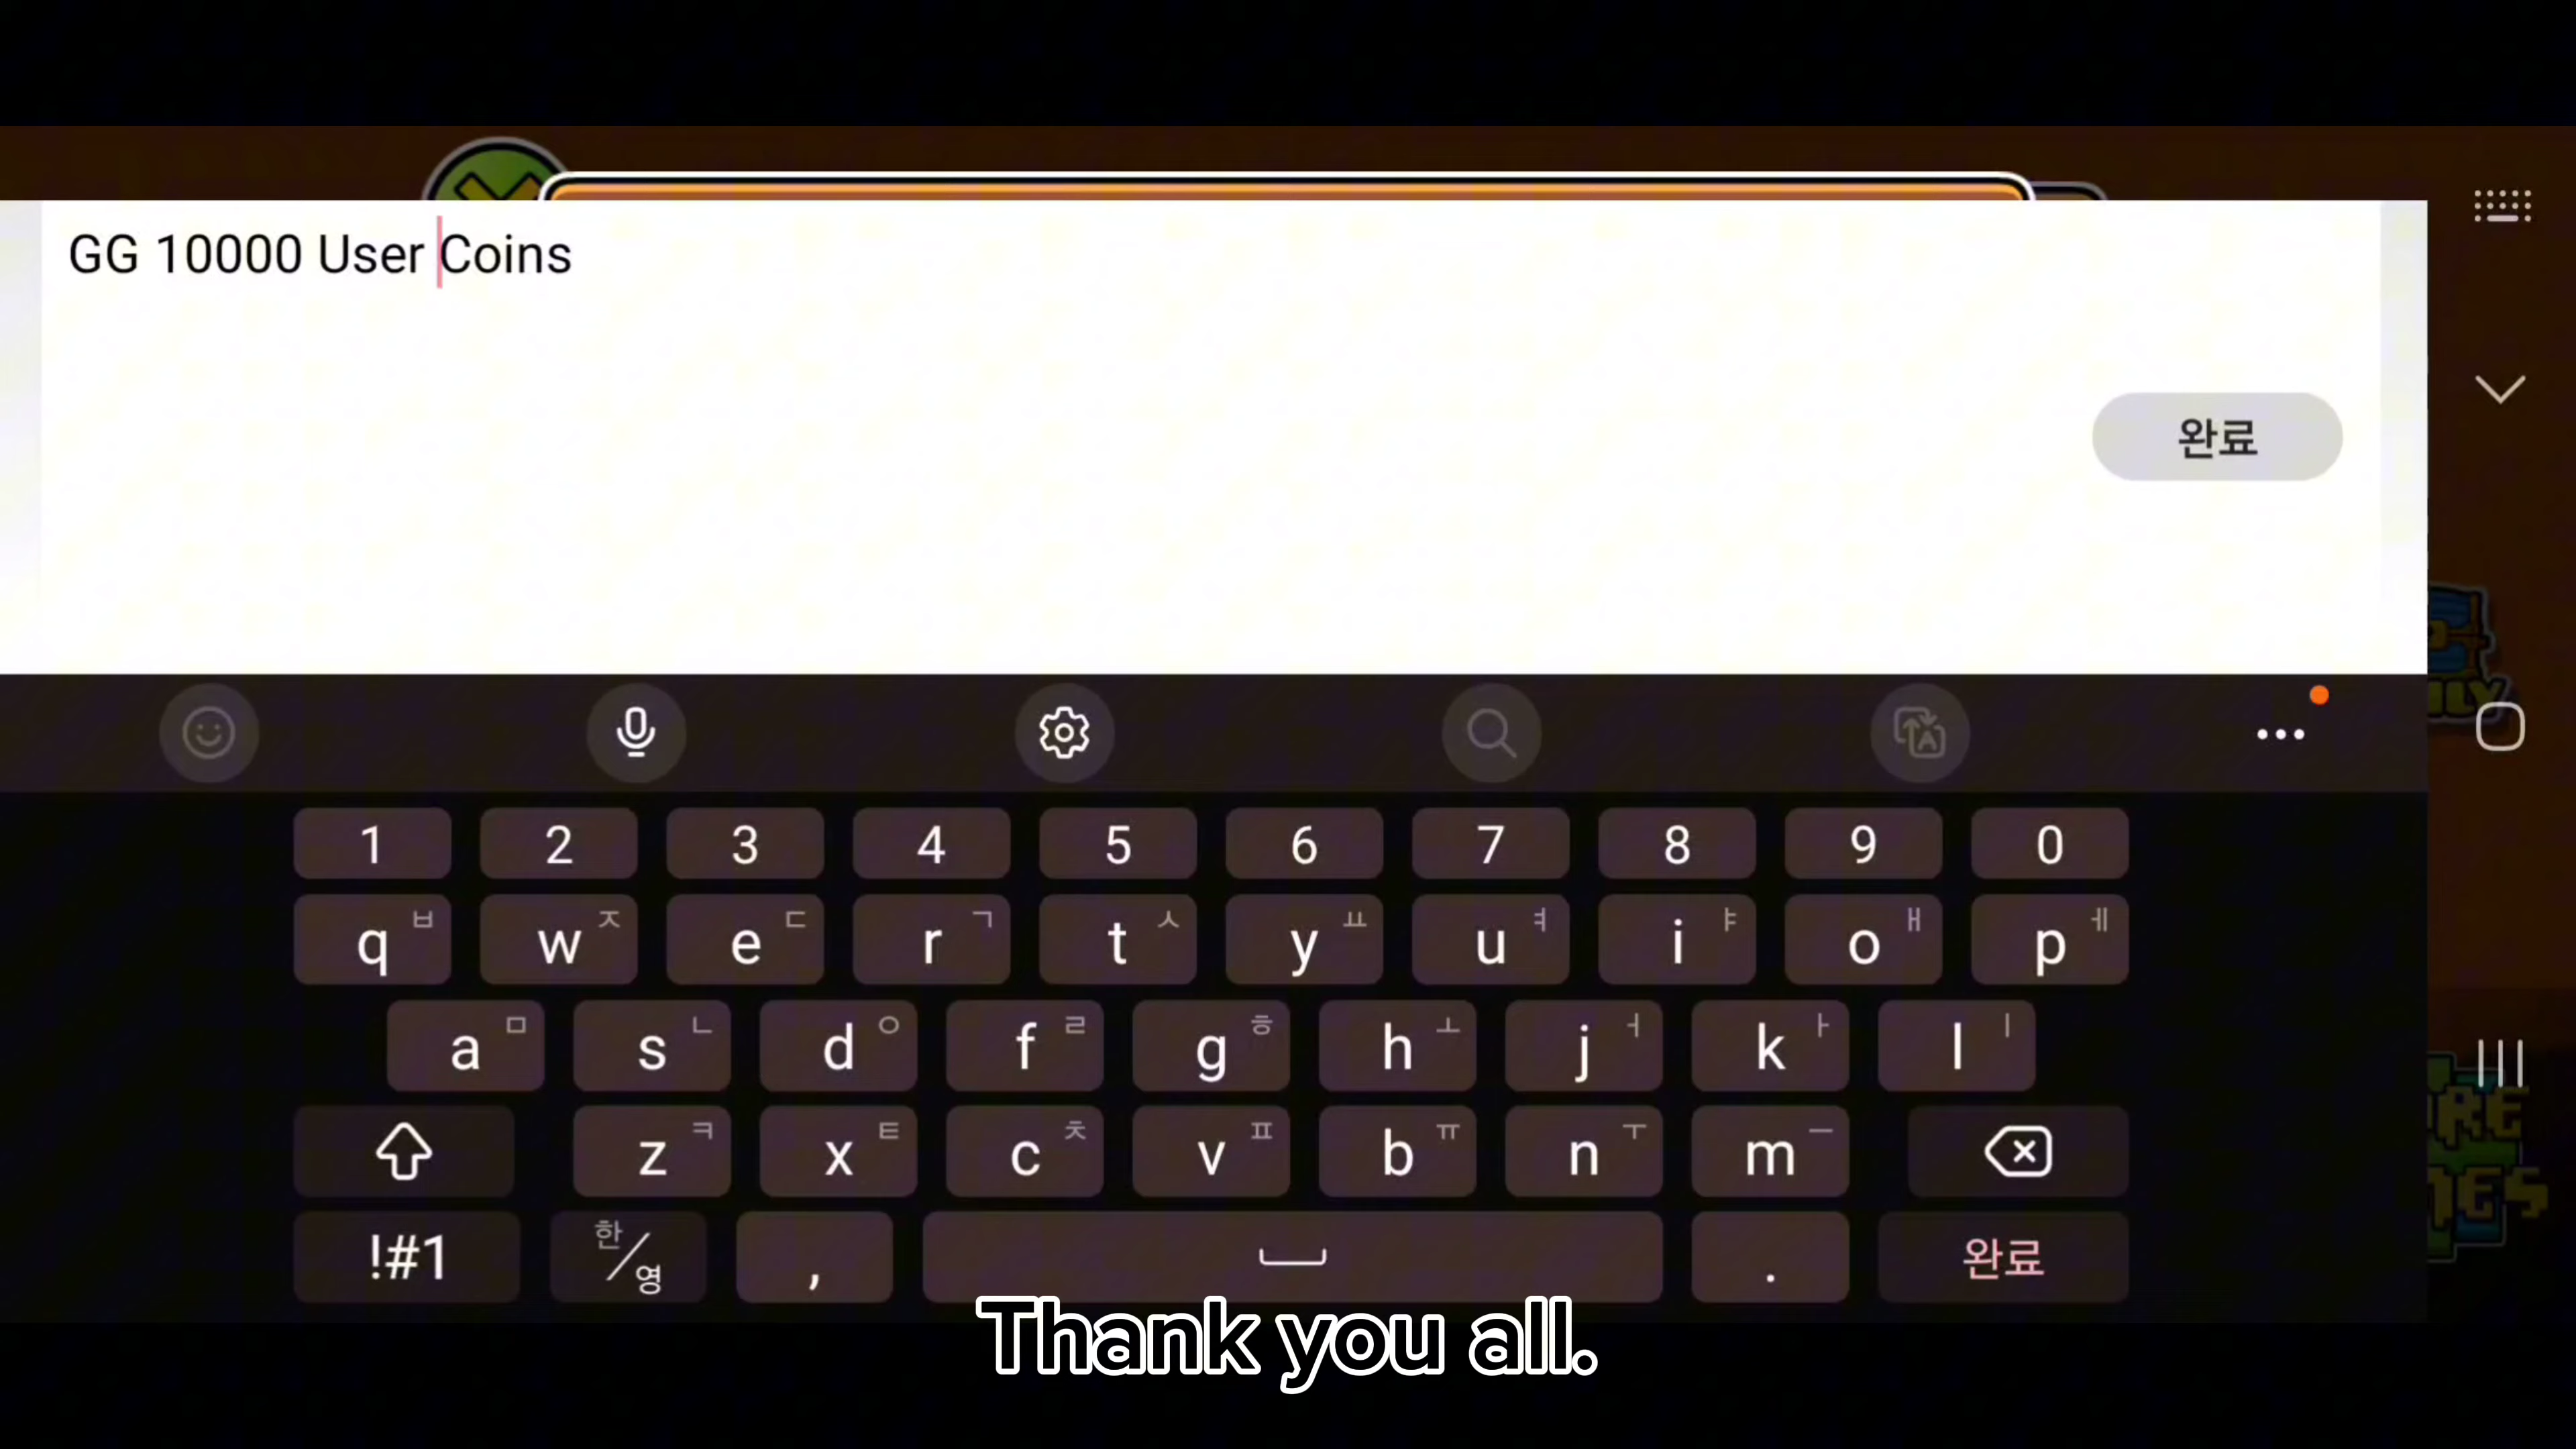 GG 10000 User Coins
완료
1 2 3 4 5 6 7 8 9 0
q ㅂ w ㅈ e ㄷ r ㄱ t ㅅ y ㅛ u ㅕ i ㅑ o ㅐ p ㅔ
a ㅁ s ㄴ d ㅇ f ㄹ g ㅎ h ㅗ j ㅓ k ㅏ l ㅣ
z ㅋ x ㅌ c ㅊ v ㅍ b ㅠ n ㅜ m ㅡ
!#1 한/영 , . 완료
Thank you all.